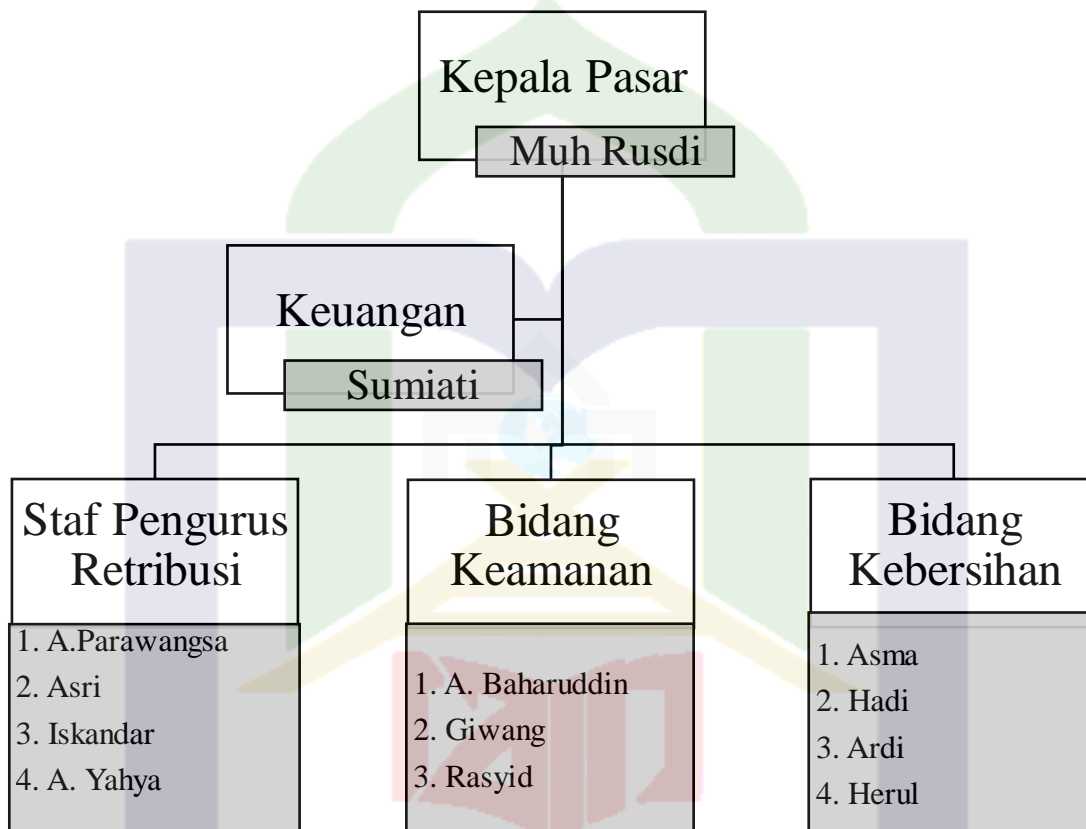 Kepala Pasar
Muh Rusdi
Keuangan
Sumiati
Staf Pengurus
Retribusi
1. A.Parawangsa
2. Asri
3. Iskandar
4. A. Yahya
Bidang
Keamanan
1. A. Baharuddin
2. Giwang
3. Rasyid
Bidang
Kebersihan
1. Asma
2. Hadi
3. Ardi
4. Herul